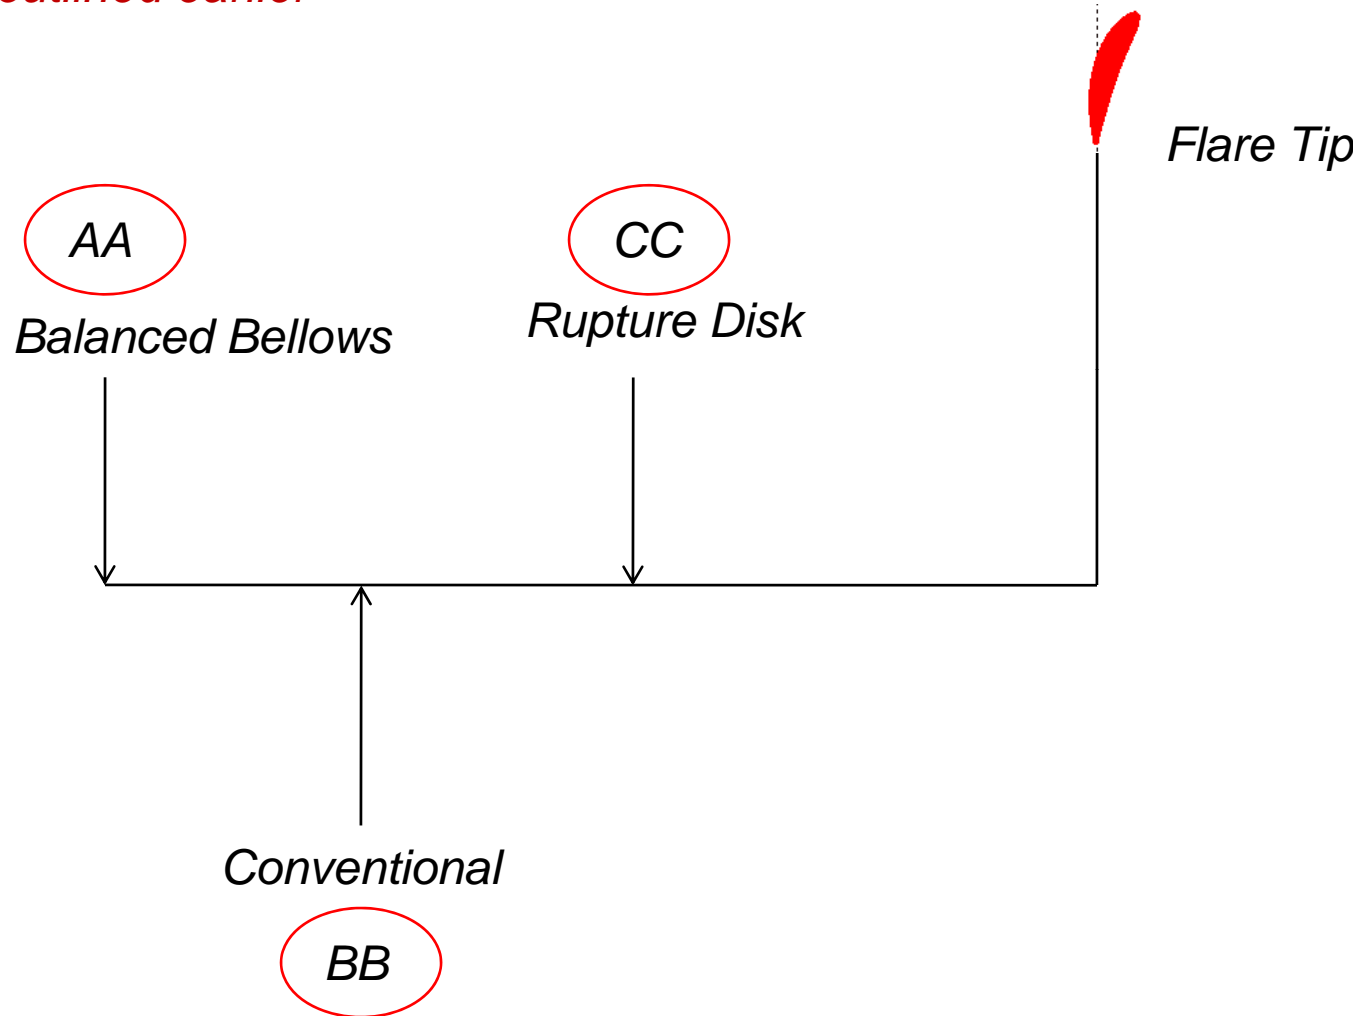 Flare Tip
AA
CC
Balanced Bellows
Rupture Disk
Conventional
BB